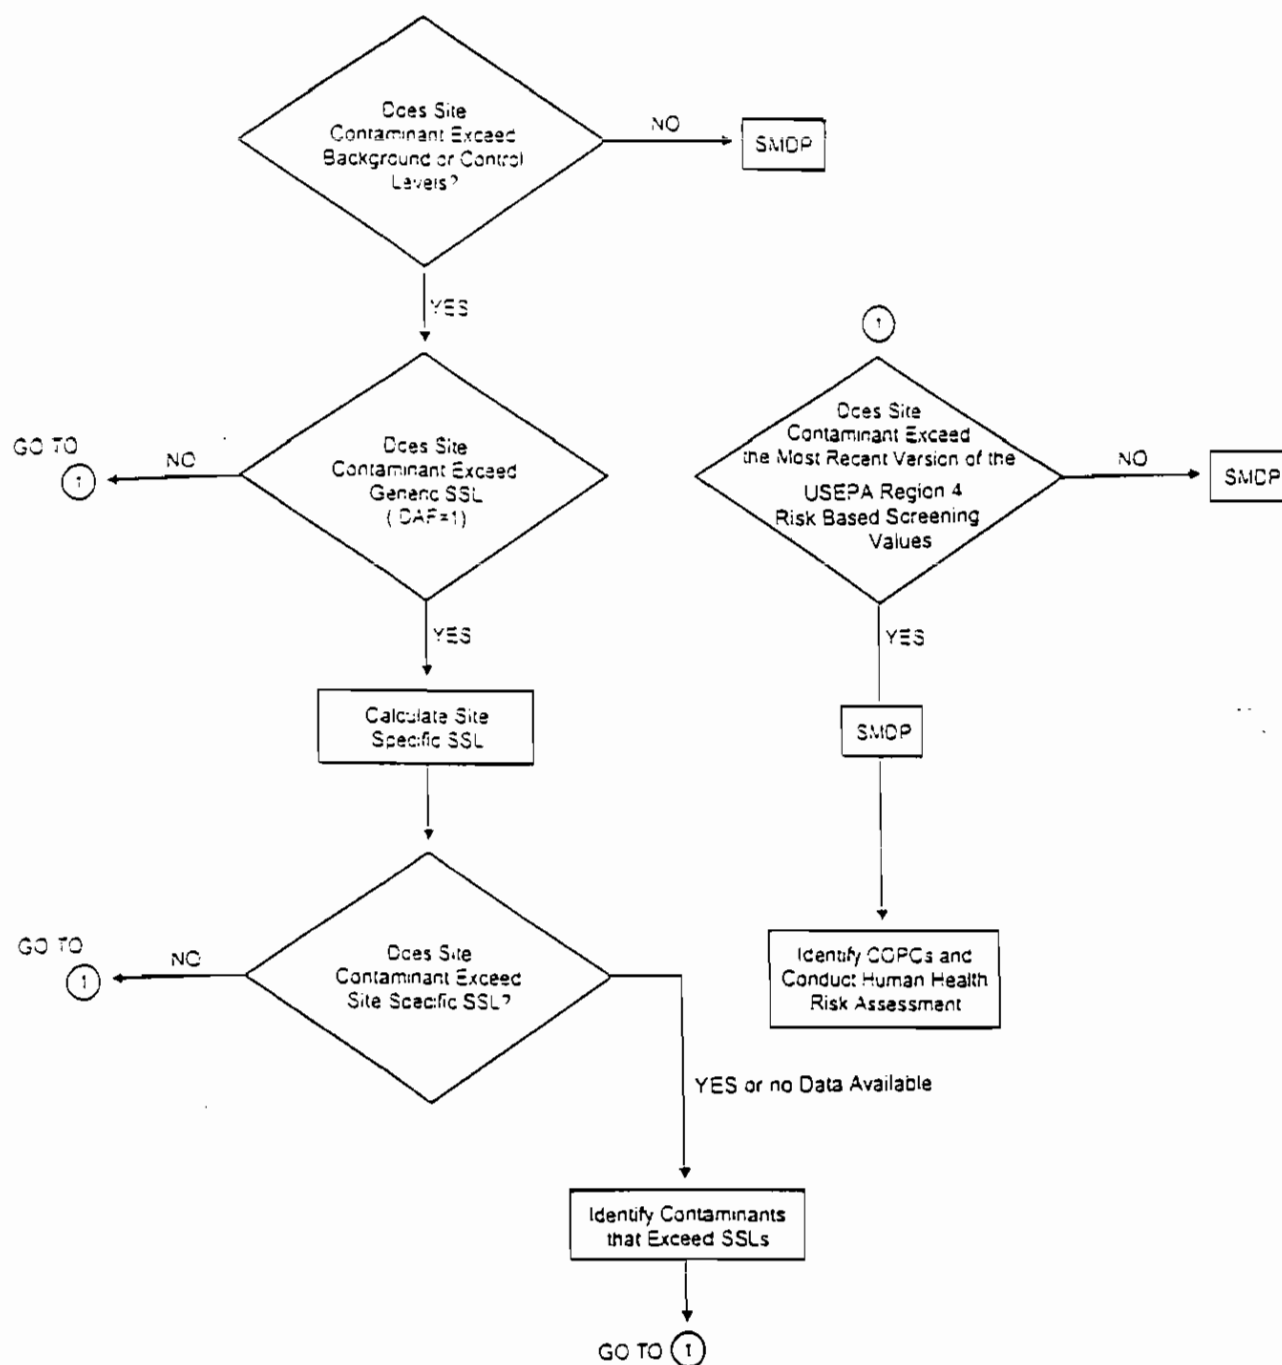 Does Site
Contaminant Exceed
Background or Control
Levels?
NO
SMDP
YES
Does Site
Contaminant Exceed
Generic SSL
( DAF=1)
GO TO
1
NO
YES
Calculate Site
Specific SSL
Does Site
Contaminant Exceed
Site Specific SSL?
GO TO
1
NO
YES or no Data Available
Identify Contaminants
that Exceed SSLs
GO TO 1
1
Does Site
Contaminant Exceed
the Most Recent Version of the
USEPA Region 4
Risk Based Screening
Values
NO
SMDP
YES
SMDP
Identify COPCs and
Conduct Human Health
Risk Assessment